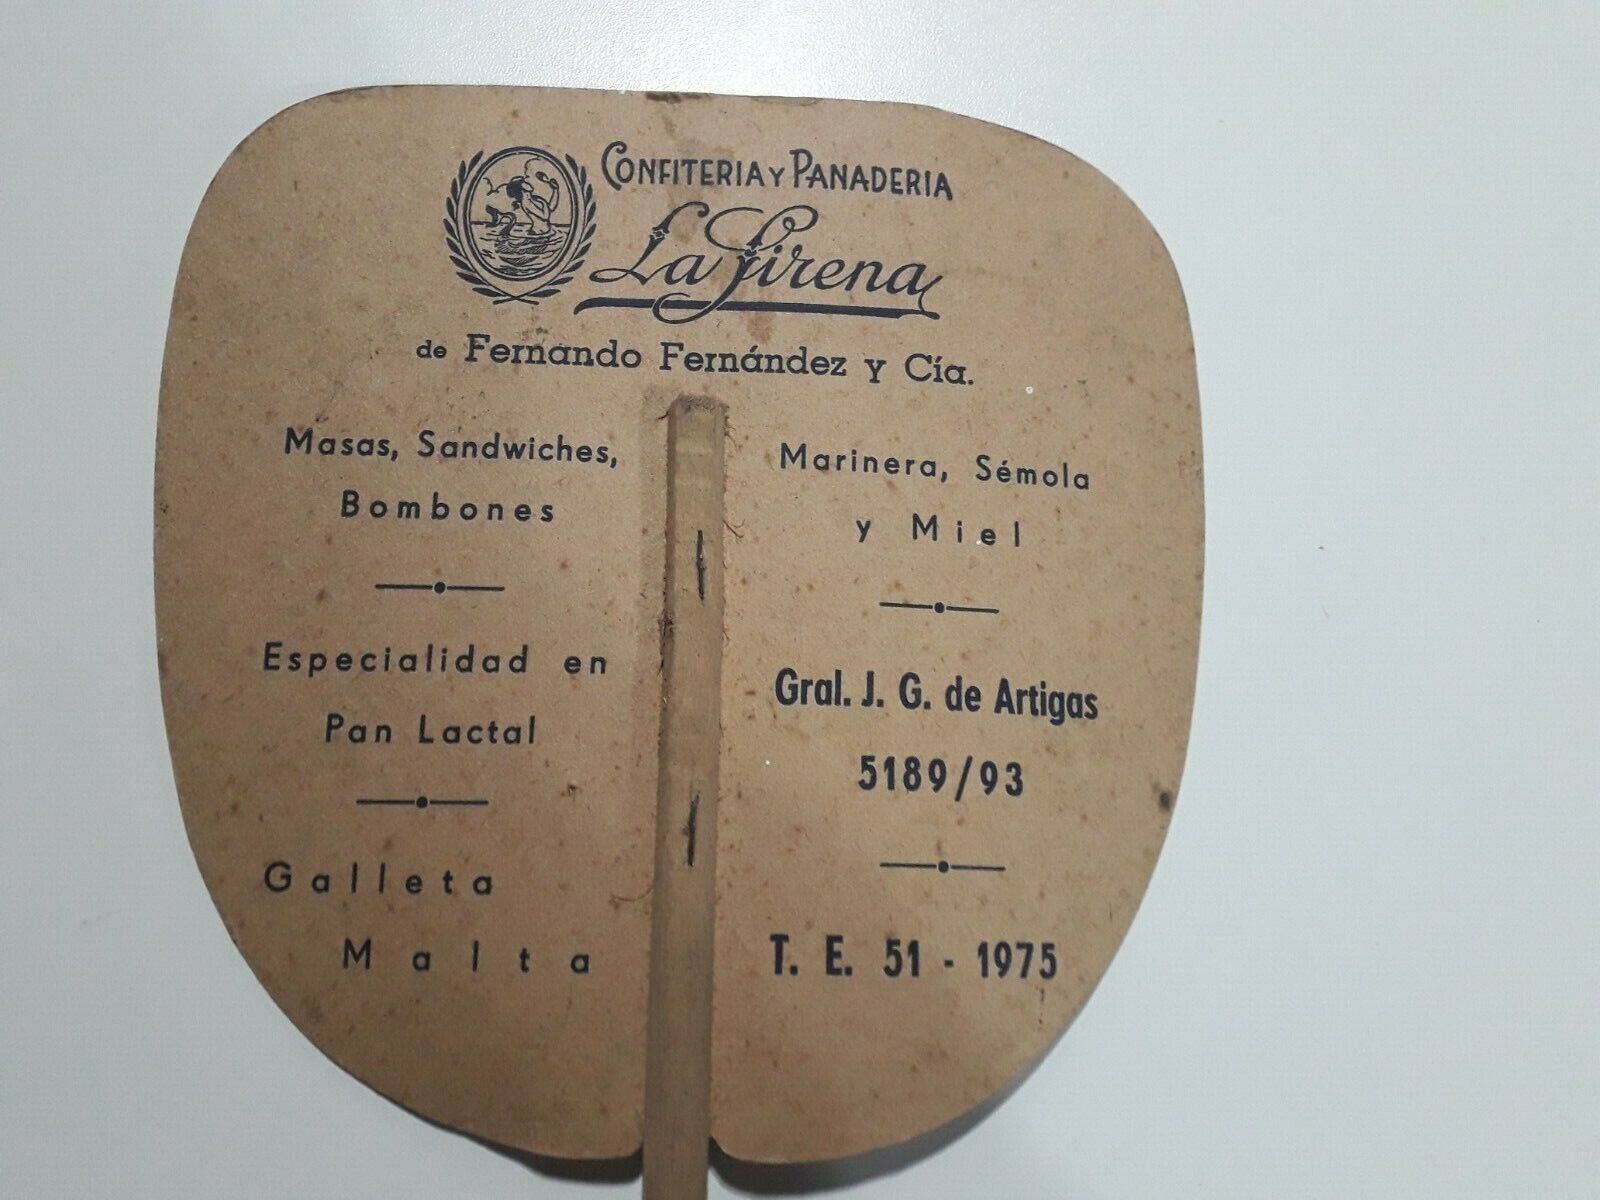 CONFITERIA Y PANADERIA
La Sirena
de Fernando Fernández y Cía.
Masas, Sandwiches,
Bombones
Especialidad en
Pan Lactal
Galleta
Malta
Marinera, Sémola
y Miel
Gral. J. G. de Artigas
5189/93
T. E. 51 - 1975